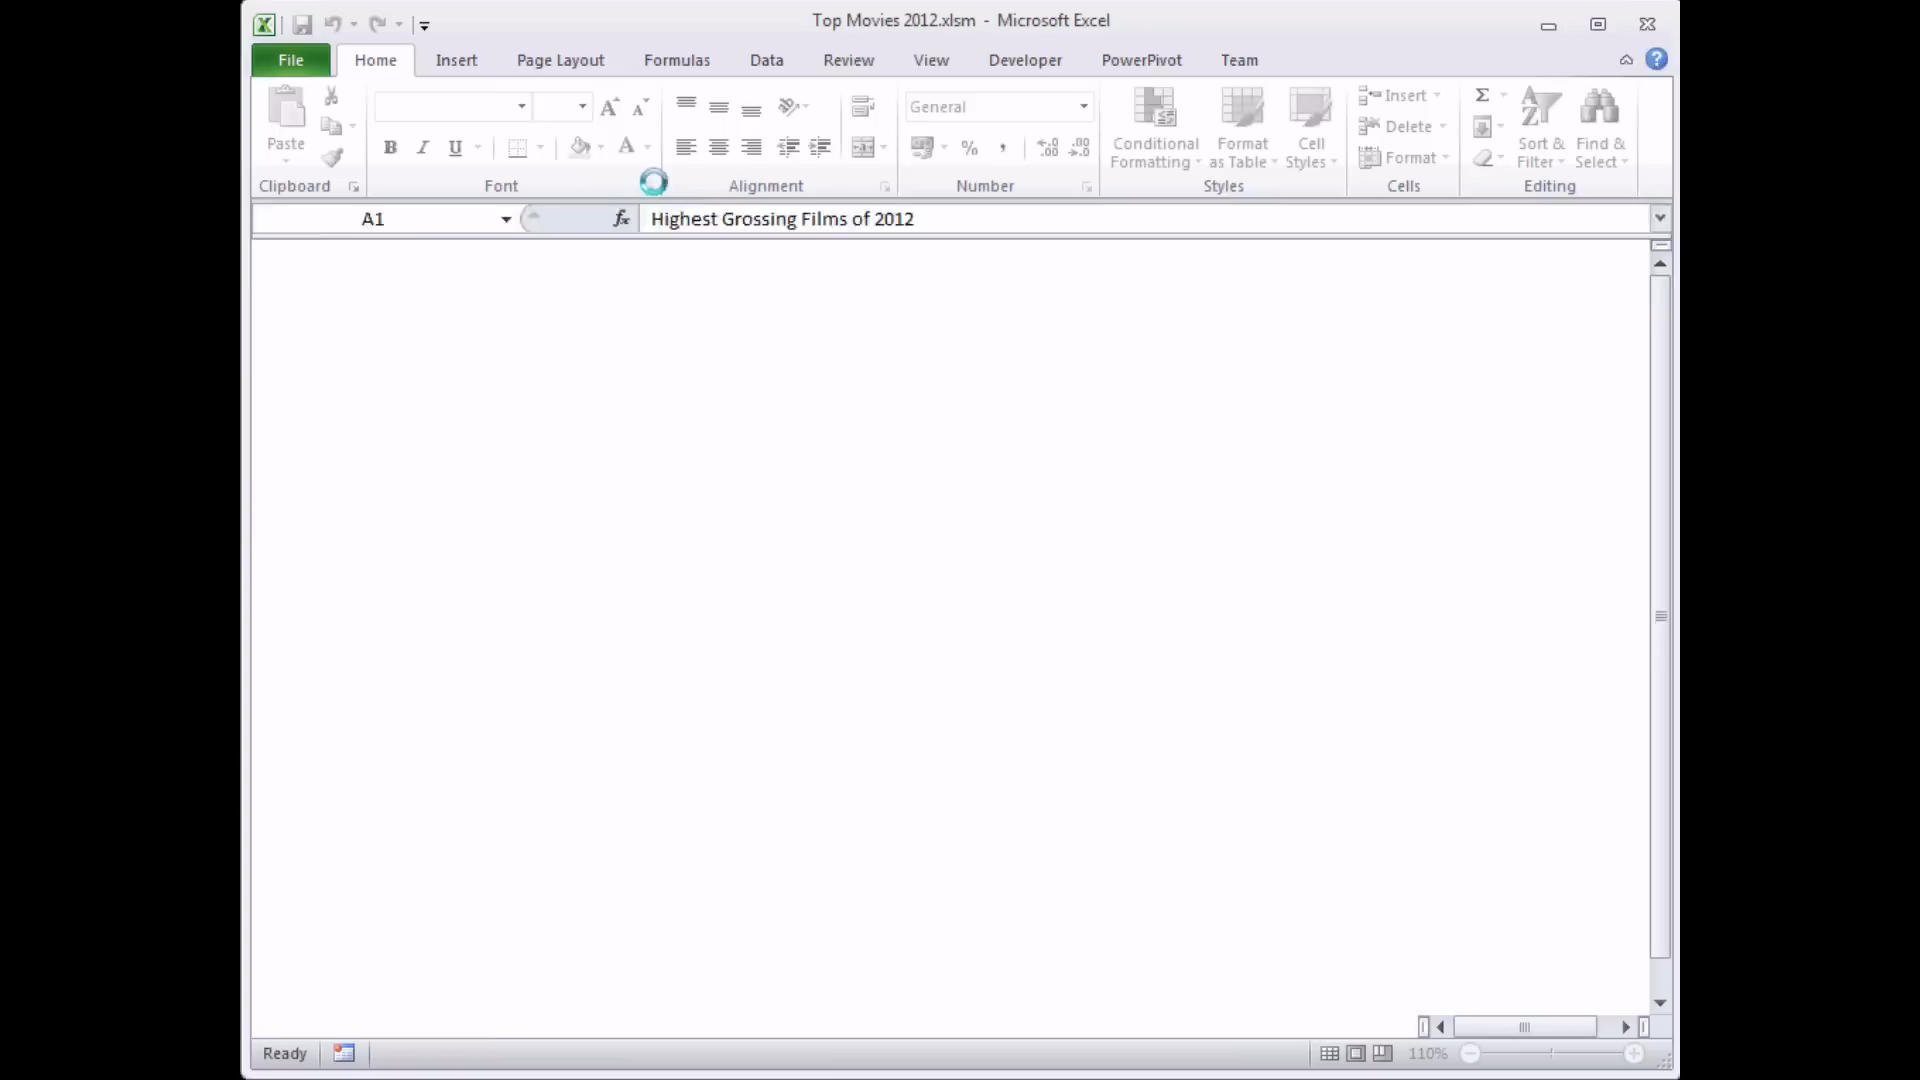 Top Movies 2012.xlsm - Microsoft Excel
File Home Insert Page Layout Formulas Data Review View Developer PowerPivot Team
Paste
Clipboard
B I U A
Font
Alignment
General
% ,
Number
Conditional Formatting
Format as Table
Cell Styles
Styles
Insert
Delete
Format
Cells
Σ
Sort & Filter
Find & Select
Editing
A1 fx Highest Grossing Films of 2012
Ready 110%